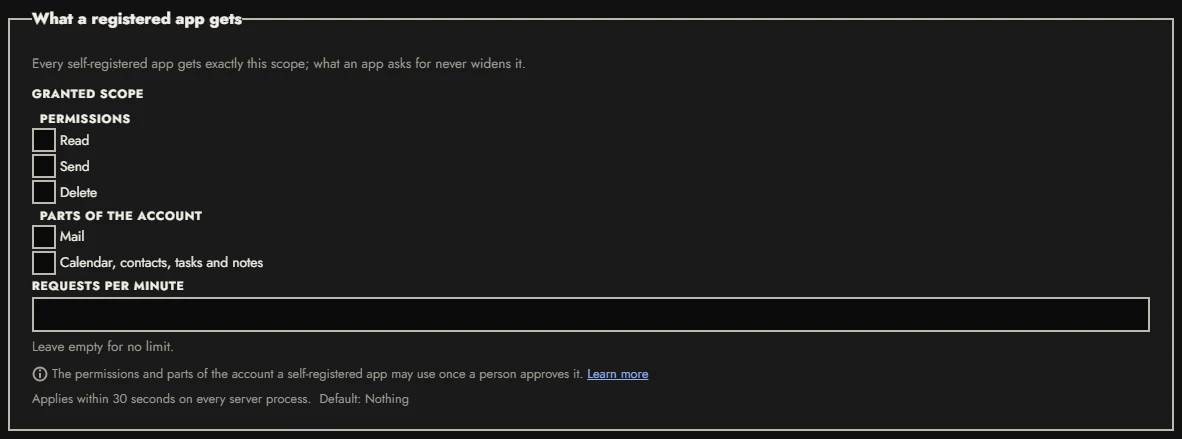 What a registered app gets
Every self-registered app gets exactly this scope; what an app asks for never widens it.
GRANTED SCOPE
PERMISSIONS
Read
Send
Delete
PARTS OF THE ACCOUNT
Mail
Calendar, contacts, tasks and notes
REQUESTS PER MINUTE
Leave empty for no limit.
The permissions and parts of the account a self-registered app may use once a person approves it. Learn more
Applies within 30 seconds on every server process. Default: Nothing